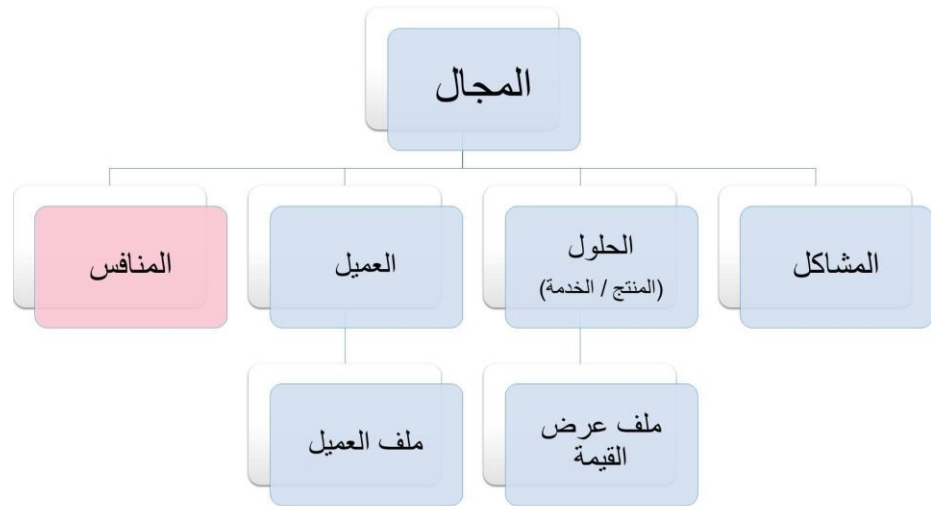 المجال
المشاكل
الحلول
(المنتج / الخدمة)
العميل
المنافس
ملف عرض
القيمة
ملف العميل